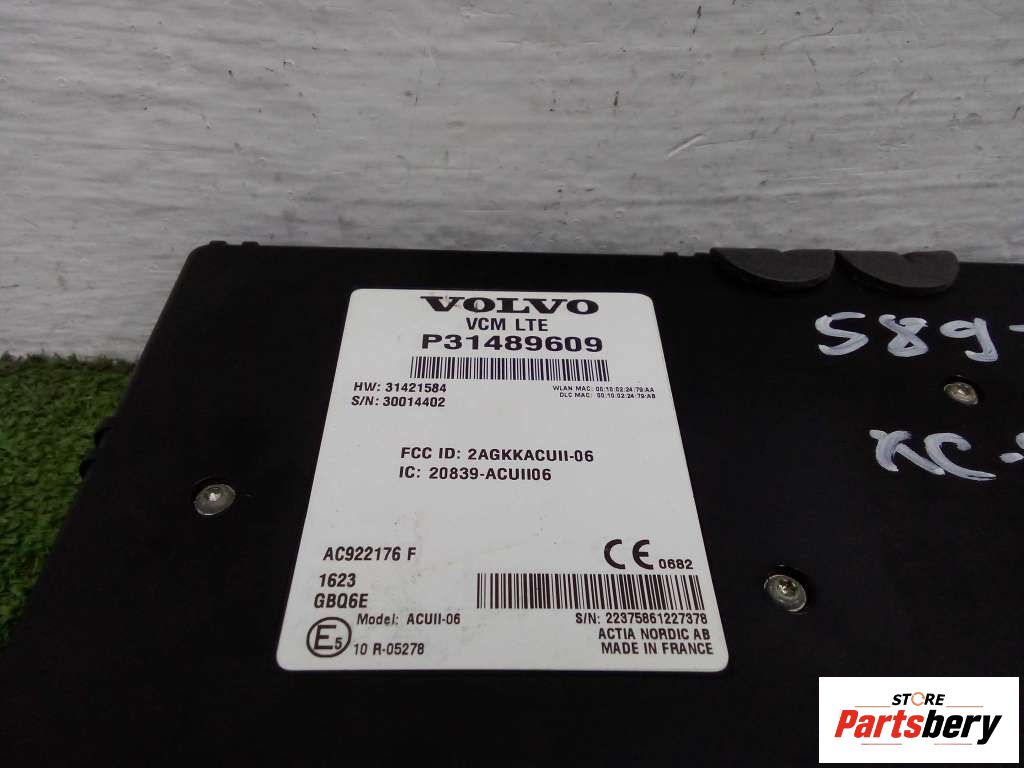 VOLVO
VCM LTE
P31489609
HW: 31421584
S/N: 30014402
WLAN MAC: 00:10:02:24:79:AA
DLC MAC: 00:10:02:24:79:AB
FCC ID: 2AGKKACUII-06
IC: 20839-ACUII06
AC922176 F
CE 0682
1623
GBQ6E
Model: ACUII-06
E5
10 R-05278
S/N: 22375861227378
ACTIA NORDIC AB
MADE IN FRANCE
589-
XC-
STORE
Partsbery